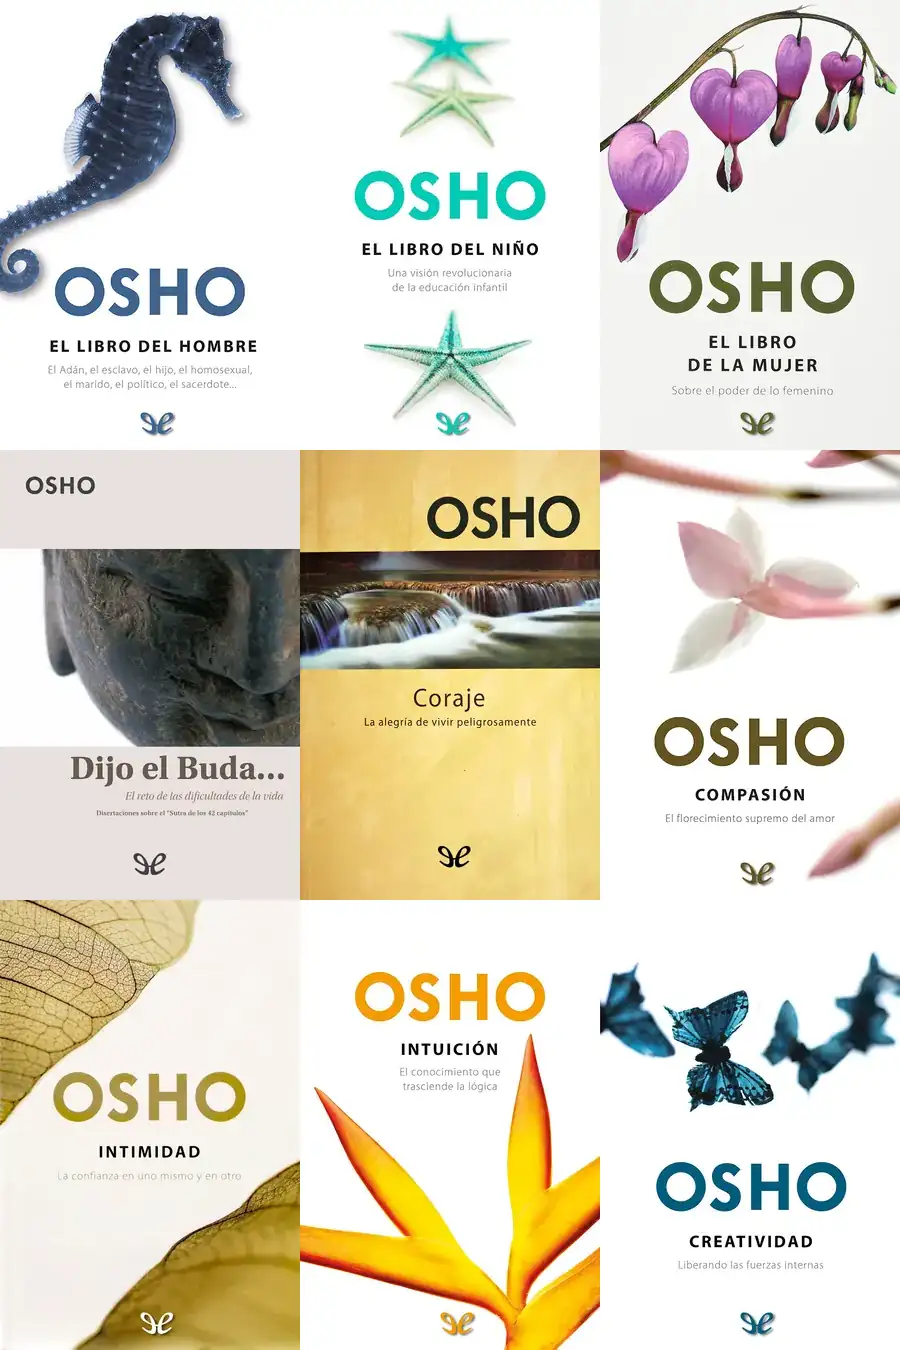 OSHO
EL LIBRO DEL HOMBRE
El Adán, el esclavo, el hijo, el homosexual,
el marido, el político, el sacerdote...
OSHO
EL LIBRO DEL NIÑO
Una visión revolucionaria
de la educación infantil
OSHO
EL LIBRO
DE LA MUJER
Sobre el poder de lo femenino
OSHO
Dijo el Buda...
El reto de las dificultades de la vida
Disertaciones sobre el "Sutra de los 42 capítulos"
OSHO
Coraje
La alegría de vivir peligrosamente
OSHO
COMPASIÓN
El florecimiento supremo del amor
OSHO
INTIMIDAD
La confianza en uno mismo y en otro
OSHO
INTUICIÓN
El conocimiento que
trasciende la lógica
OSHO
CREATIVIDAD
Liberando las fuerzas internas